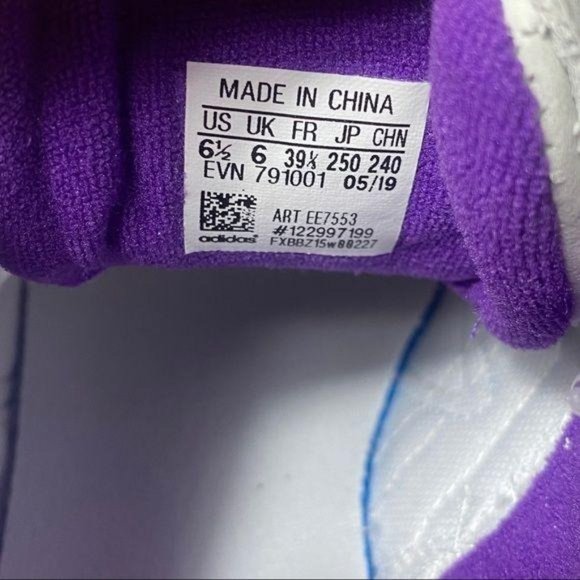 MADE IN CHINA
US UK FR JP CHN
6½ 6 39⅓ 250 240
EVN 791001 05/19
ART EE7553
#122997199
adidas FXBBZ15w88227